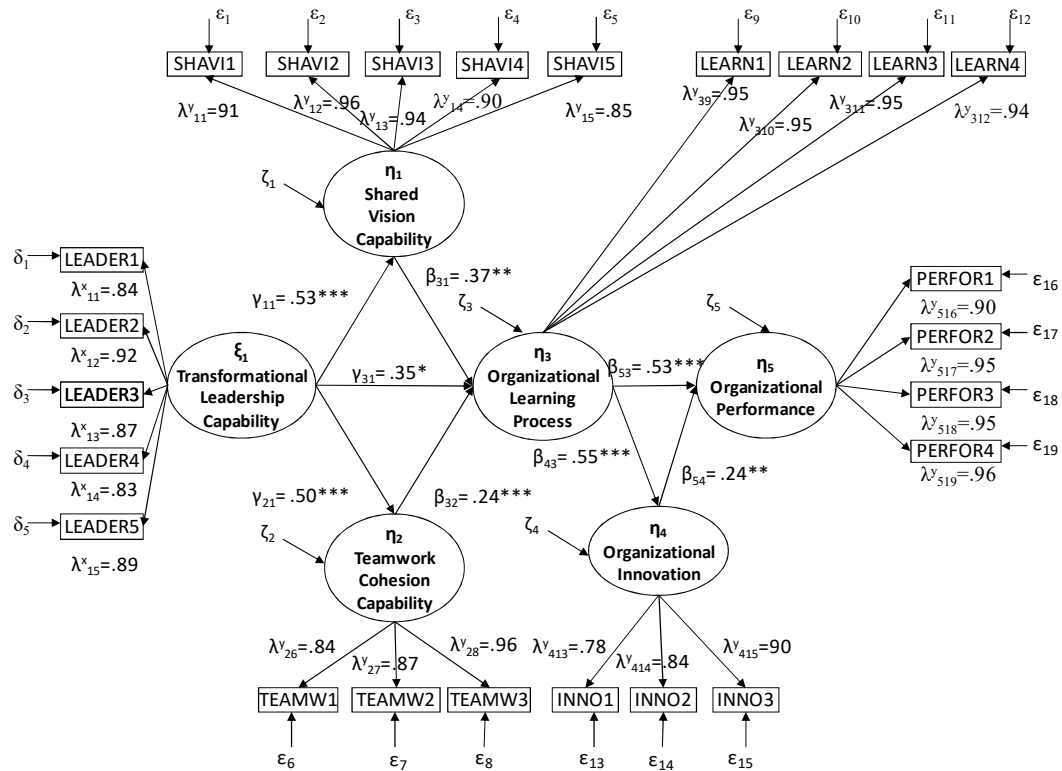 ε1 ε2 ε3 ε4 ε5 ε9 ε10 ε11 ε12
SHAVI1 SHAVI2 SHAVI3 SHAVI4 SHAVI5 LEARN1 LEARN2 LEARN3 LEARN4
λy11=91 λy12=.96 λy13=.94 λy14=.90 λy15=.85 λy39=.95 λy310=.95 λy311=.95 λy312=.94
ζ1
η1
Shared
Vision
Capability
δ1 LEADER1
λx11=.84
δ2 LEADER2
λx12=.92
δ3 LEADER3
λx13=.87
δ4 LEADER4
λx14=.83
δ5 LEADER5
λx15=.89
γ11= .53***
β31= .37**
ξ1
Transformational
Leadership
Capability
γ31= .35*
ζ3
η3
Organizational
Learning
Process
β53= .53***
ζ5
η5
Organizational
Performance
PERFOR1 ε16
λy516=.90
PERFOR2 ε17
λy517=.95
PERFOR3 ε18
λy518=.95
PERFOR4 ε19
λy519=.96
γ21= .50***
β32= .24***
β43= .55***
β54= .24**
ζ2
η2
Teamwork
Cohesion
Capability
ζ4
η4
Organizational
Innovation
λy26=.84 λy27=.87 λy28=.96 λy413=.78 λy414=.84 λy415=90
TEAMW1 TEAMW2 TEAMW3 INNO1 INNO2 INNO3
ε6 ε7 ε8 ε13 ε14 ε15